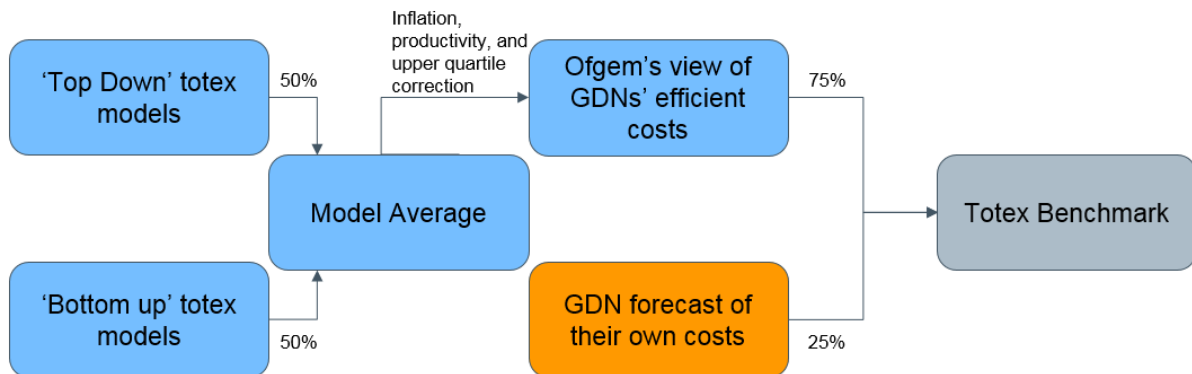 Inflation,
productivity, and
upper quartile
correction
‘Top Down’ totex
models
50%
Ofgem’s view of
GDNs’ efficient
costs
75%
Model Average
Totex Benchmark
‘Bottom up’ totex
models
50%
GDN forecast of
their own costs
25%